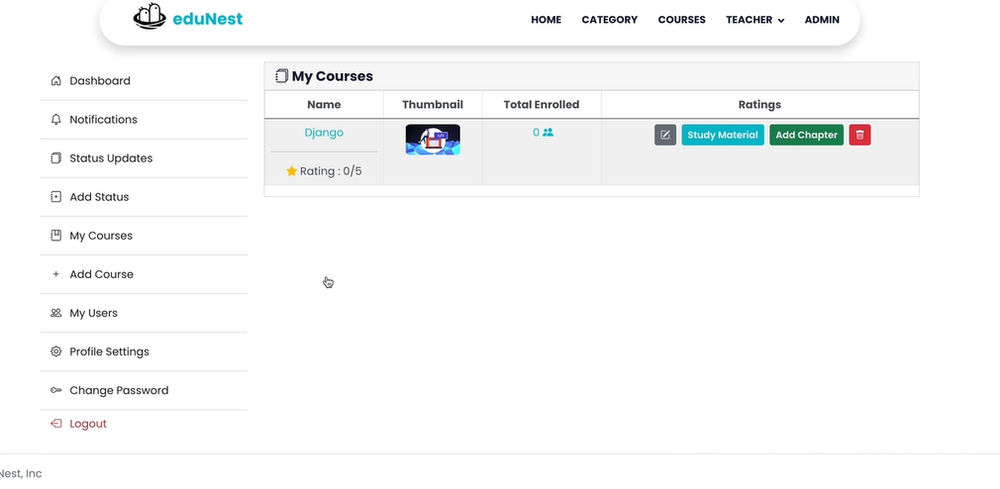 eduNest
HOME CATEGORY COURSES TEACHER ADMIN
Dashboard
Notifications
Status Updates
Add Status
My Courses
Add Course
My Users
Profile Settings
Change Password
Logout
My Courses
Name Thumbnail Total Enrolled Ratings
Django 0 Study Material Add Chapter
Rating : 0/5
Nest, Inc